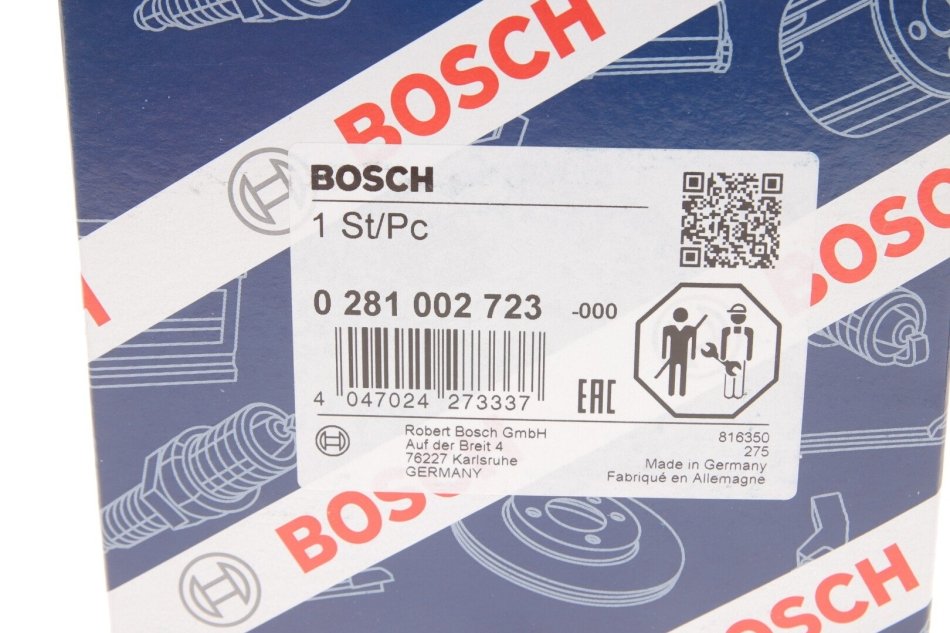 BOSCH
BOSCH
1 St/Pc
0 281 002 723 -000
4 047024 273337
EAC
Robert Bosch GmbH
Auf der Breit 4
76227 Karlsruhe
GERMANY
816350
275
Made in Germany
Fabriqué en Allemagne
BOSCH
BOSCH
BOSCH